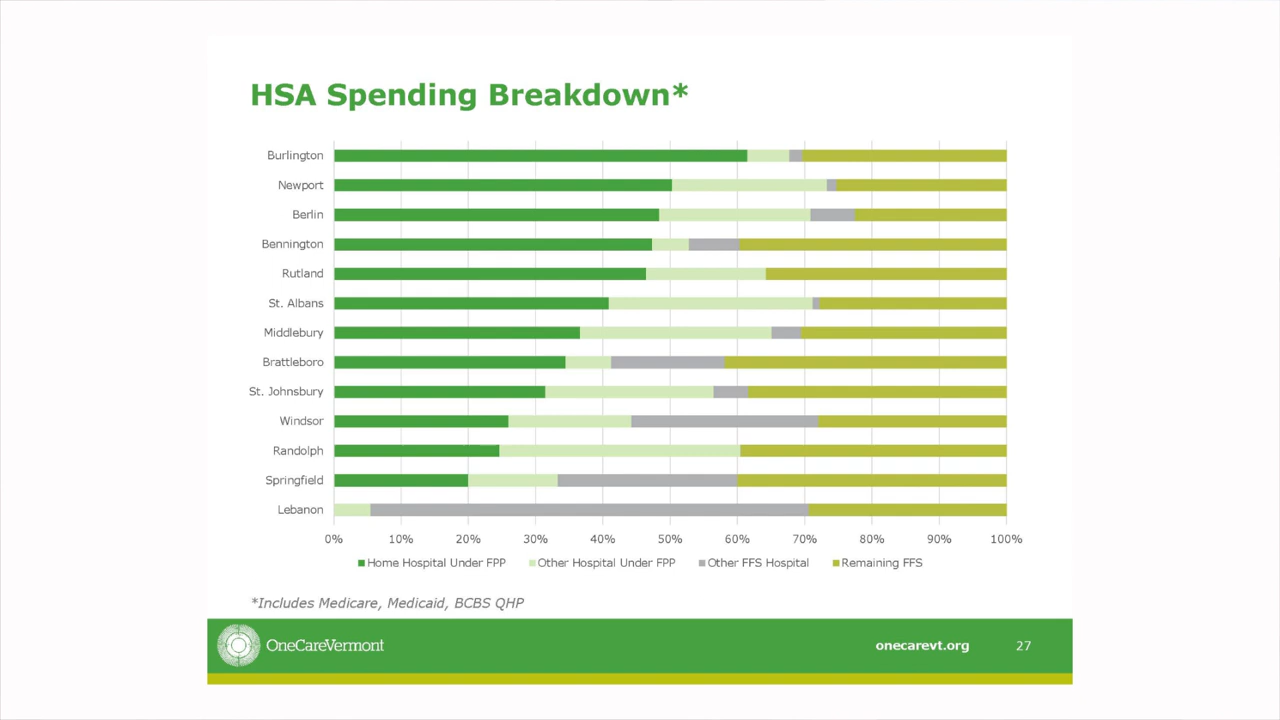 HSA Spending Breakdown*
Burlington
Newport
Berlin
Bennington
Rutland
St. Albans
Middlebury
Brattleboro
St. Johnsbury
Windsor
Randolph
Springfield
Lebanon
0% 10% 20% 30% 40% 50% 60% 70% 80% 90% 100%
Home Hospital Under FPP Other Hospital Under FPP Other FFS Hospital Remaining FFS
*Includes Medicare, Medicaid, BCBS QHP
OneCareVermont onecarevt.org 27